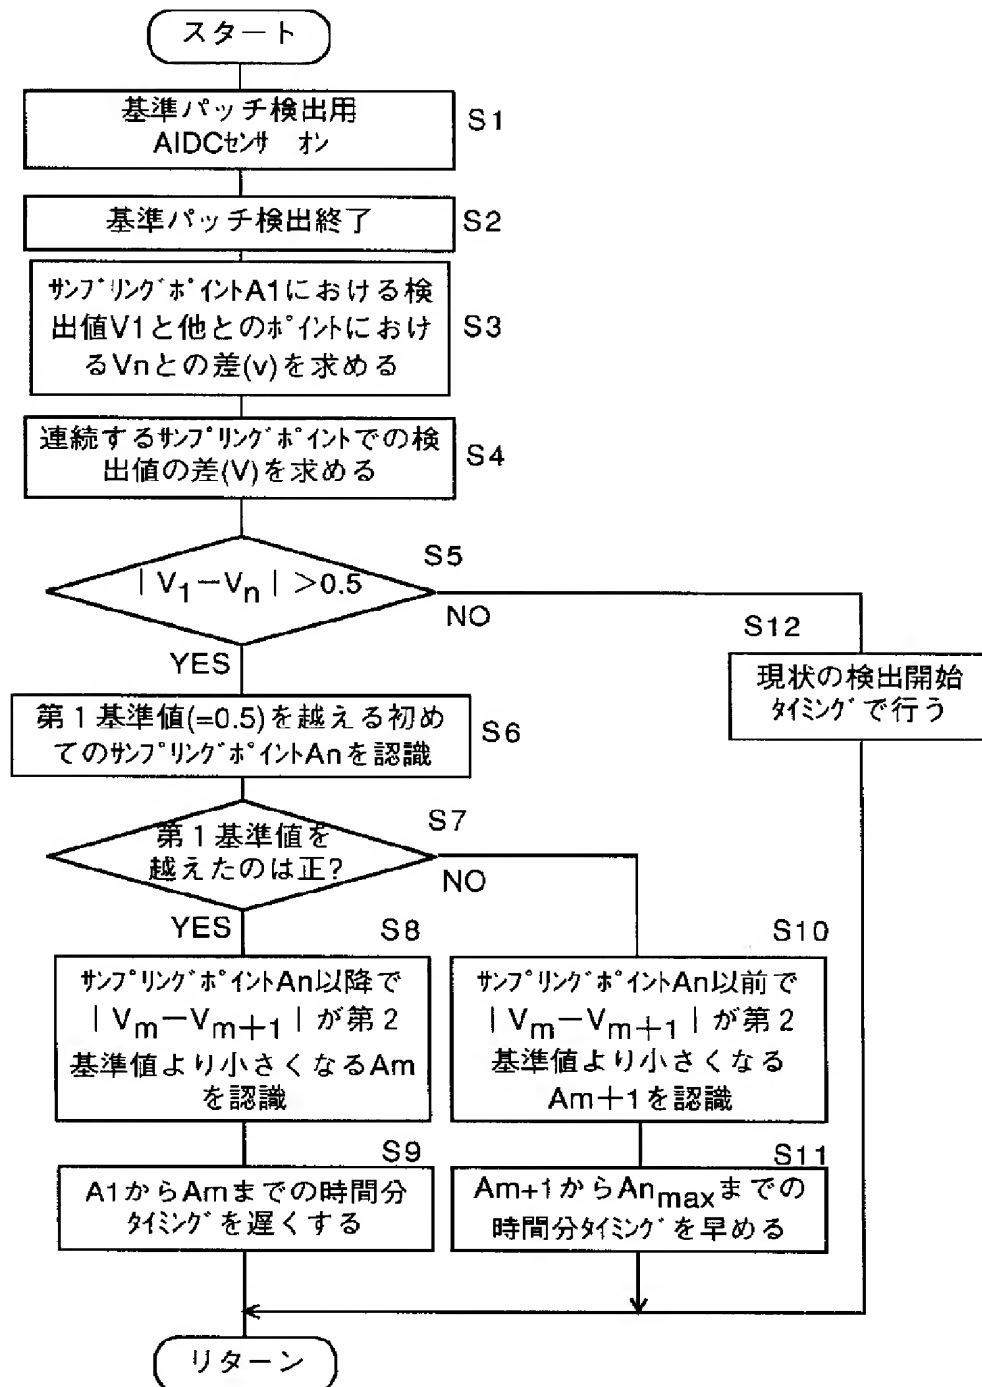 スタート
基準パッチ検出用
AIDCセンサ オン
S1
基準パッチ検出終了
S2
サンプリングポイントA1における検
出値V1と他とのポイントにおけ
るVnとの差(v)を求める
S3
連続するサンプリングポイントでの検
出値の差(V)を求める
S4
|V1−Vn|>0.5
S5
NO
YES
S12
現状の検出開始
タイミングで行う
第1基準値(=0.5)を越える初め
てのサンプリングポイントAnを認識
S6
第1基準値を
越えたのは正?
S7
NO
YES
S8
サンプリングポイントAn以降で
|Vm−Vm+1|が第2
基準値より小さくなるAm
を認識
S10
サンプリングポイントAn以前で
|Vm−Vm+1|が第2
基準値より小さくなる
Am+1を認識
S9
A1からAmまでの時間分
タイミングを遅くする
S11
Am+1からAnmaxまでの
時間分タイミングを早める
リターン